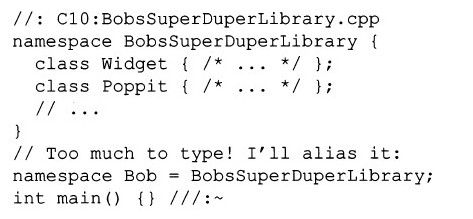 //: C10:BobsSuperDuperLibrary.cpp
namespace BobsSuperDuperLibrary {
  class Widget { /* ... */ };
  class Poppit { /* ... */ };
  // ...
}
// Too much to type! I'll alias it:
namespace Bob = BobsSuperDuperLibrary;
int main() {} ///:~